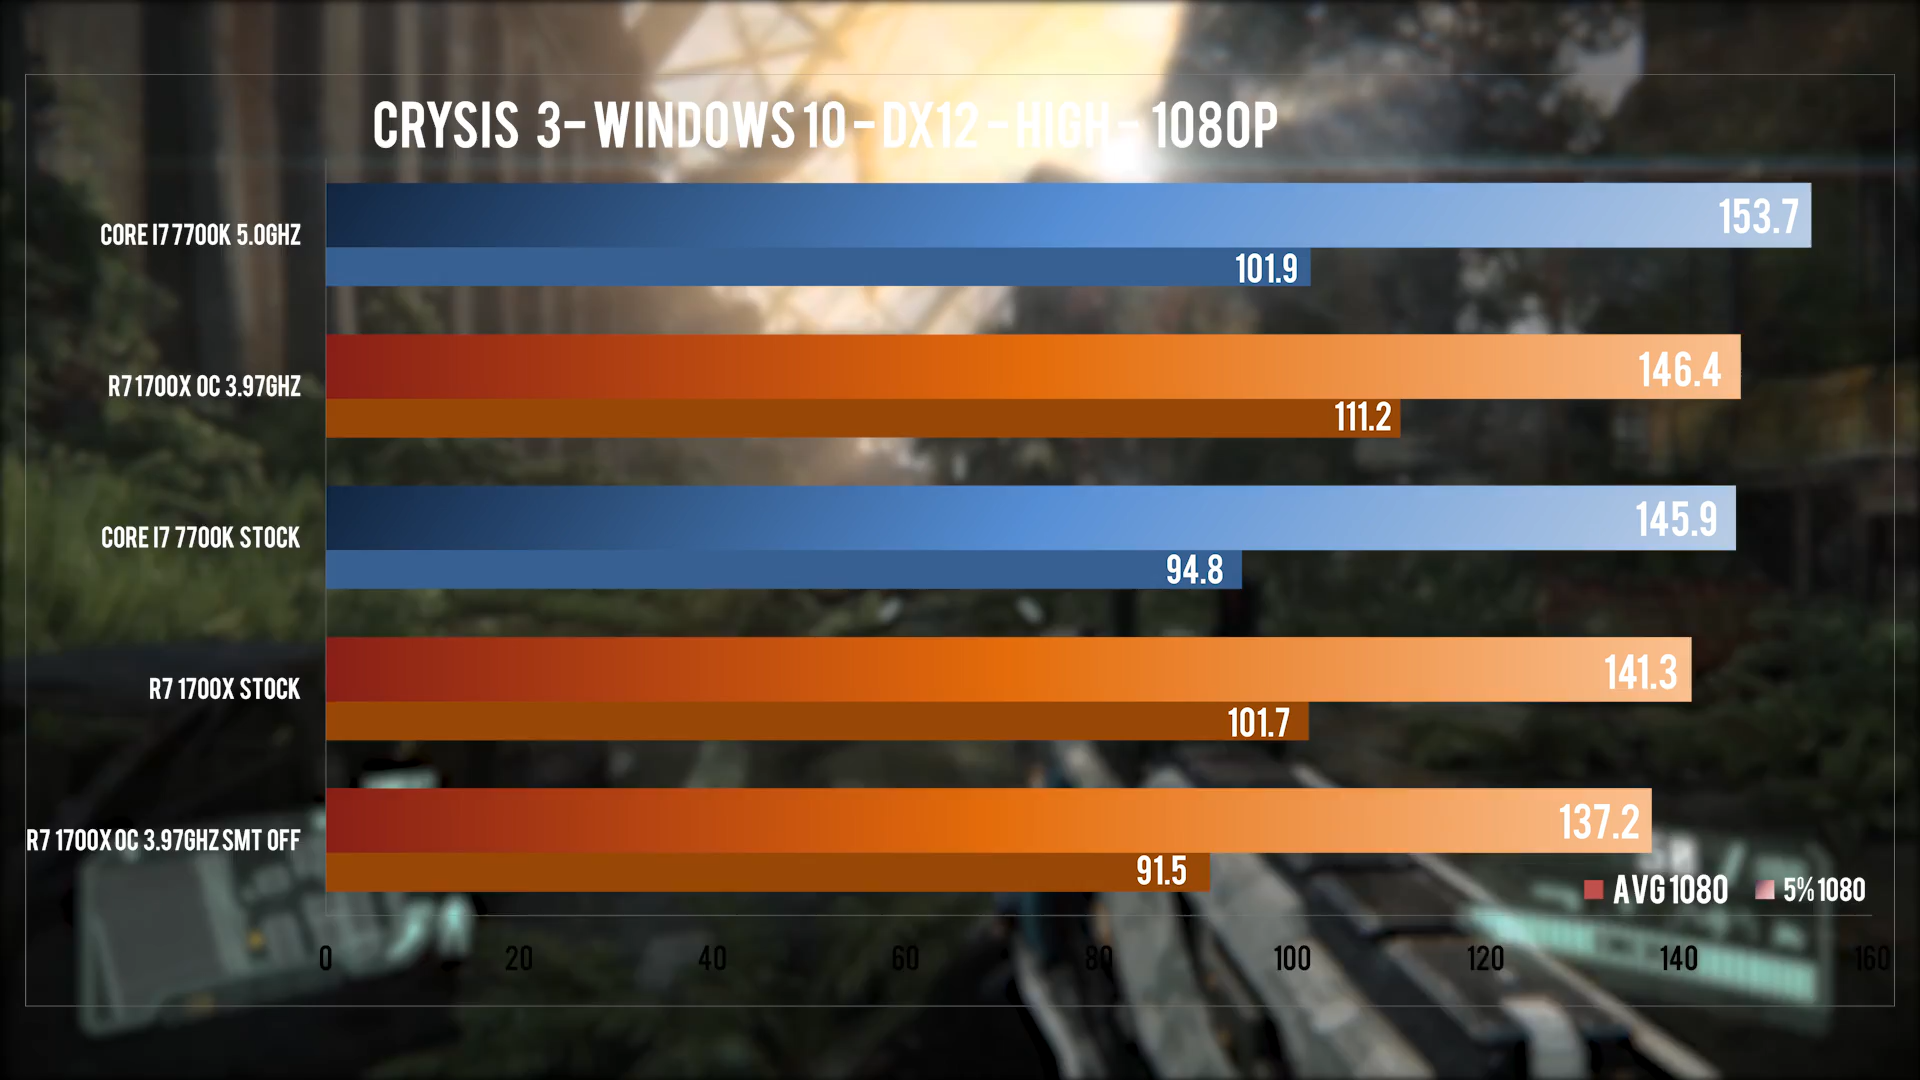 CRYSIS 3- WINDOWS 10 - DX12 - HIGH - 1080P
CORE I7 7700K 5.0GHZ
153.7
101.9
R7 1700X OC 3.97GHZ
146.4
111.2
CORE I7 7700K STOCK
145.9
94.8
R7 1700X STOCK
141.3
101.7
R7 1700X OC 3.97GHZ SMT OFF
137.2
91.5
AVG 1080 5% 1080
0 20 40 60 80 100 120 140 160